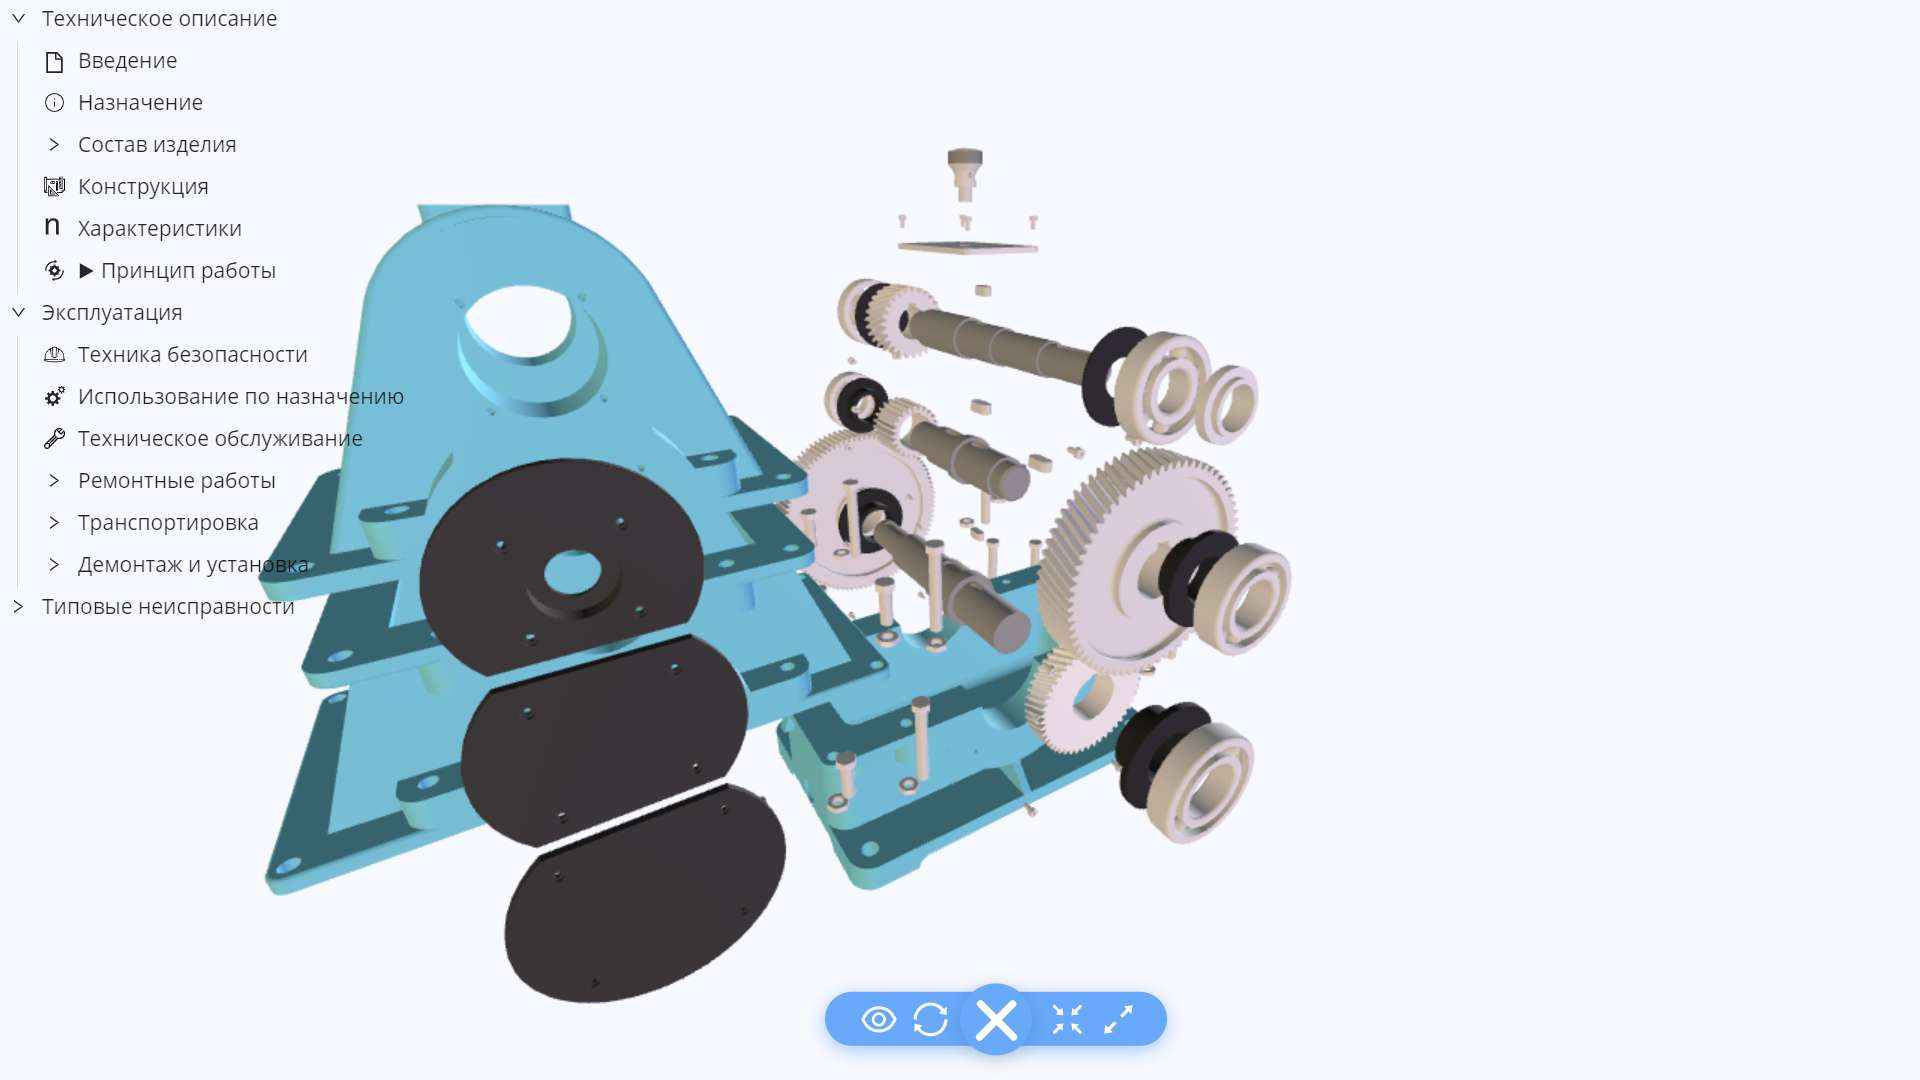 Техническое описание
Введение
Назначение
Состав изделия
Конструкция
n Характеристики
▶ Принцип работы
Эксплуатация
Техника безопасности
Использование по назначению
Техническое обслуживание
Ремонтные работы
Транспортировка
Демонтаж и установка
Типовые неисправности